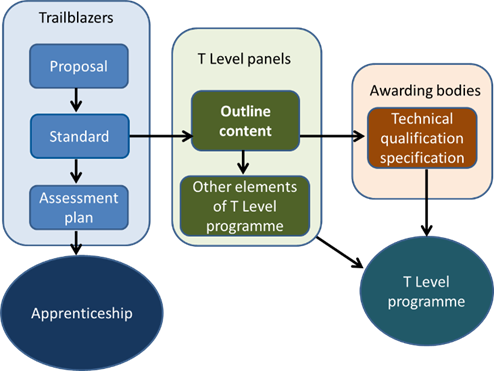 Trailblazers
Proposal
Standard
Assessment
plan
Apprenticeship
T Level panels
Outline
content
Other elements
of T Level
programme
Awarding bodies
Technical
qualification
specification
T Level
programme